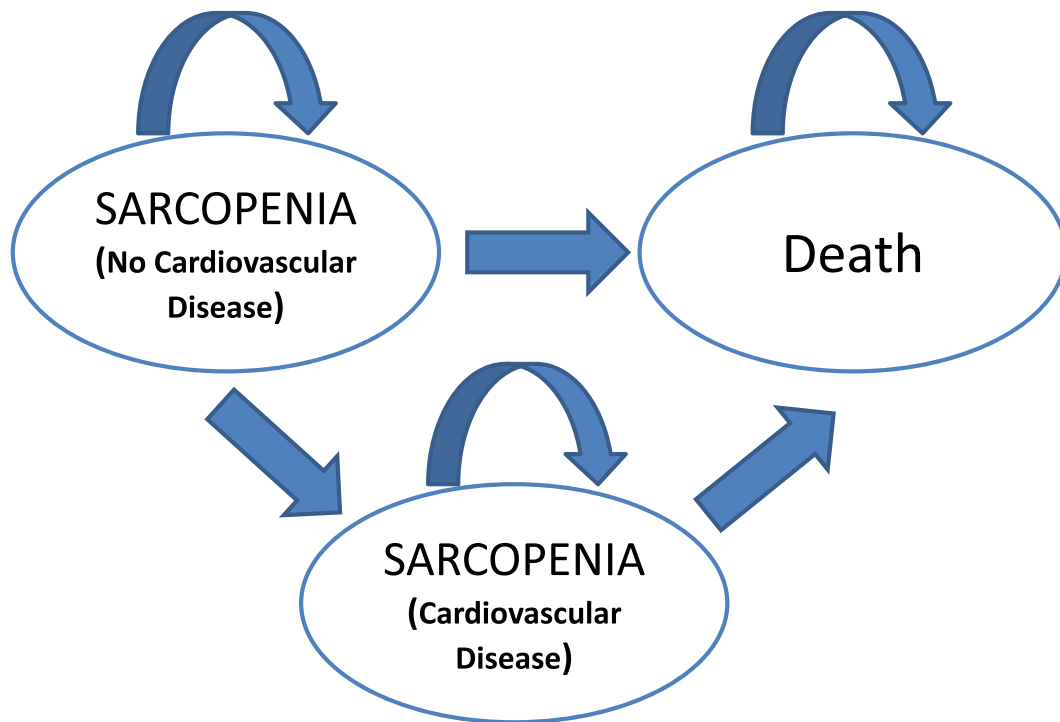 SARCOPENIA
(No Cardiovascular
Disease)
Death
SARCOPENIA
(Cardiovascular
Disease)